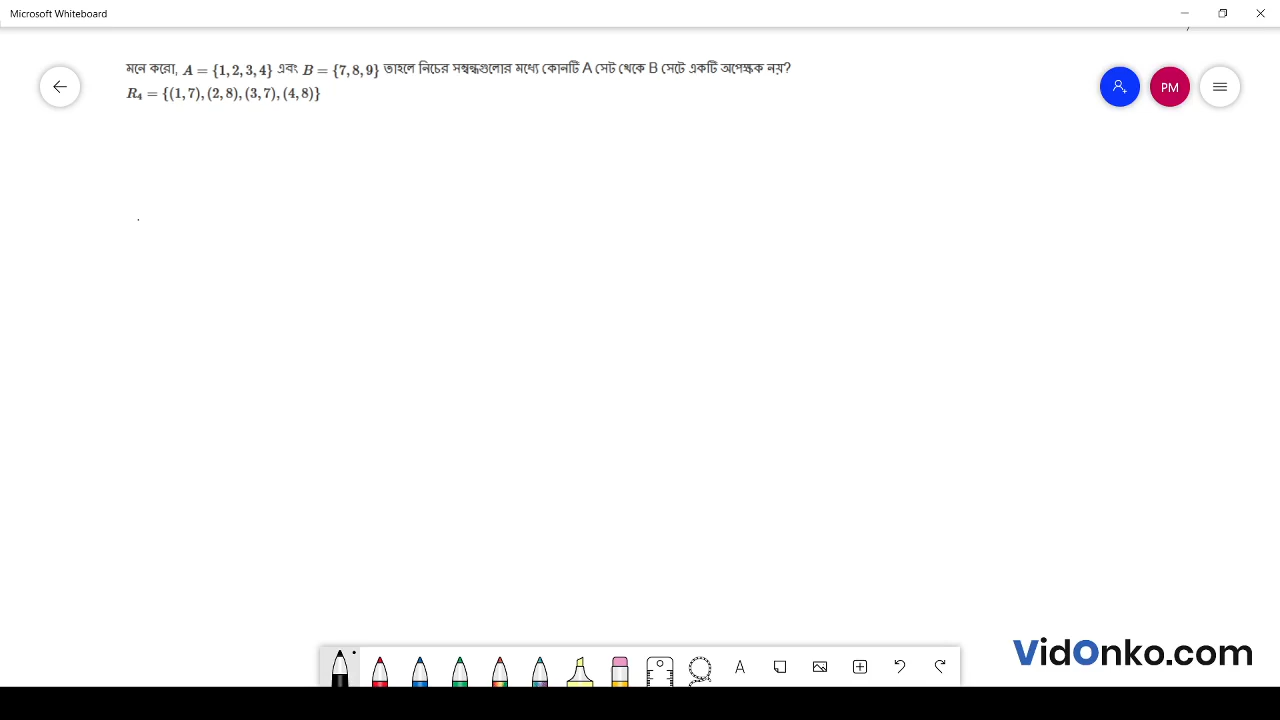 Microsoft Whiteboard
মনে করো, A = {1, 2, 3, 4} এবং B = {7, 8, 9} তাহলে নিচের সম্বন্ধগুলোর মধ্যে কোনটি A সেট থেকে B সেটে একটি অপেক্ষক নয়?
R₄ = {(1, 7), (2, 8), (3, 7), (4, 8)}
PM
A
VidOnko.com